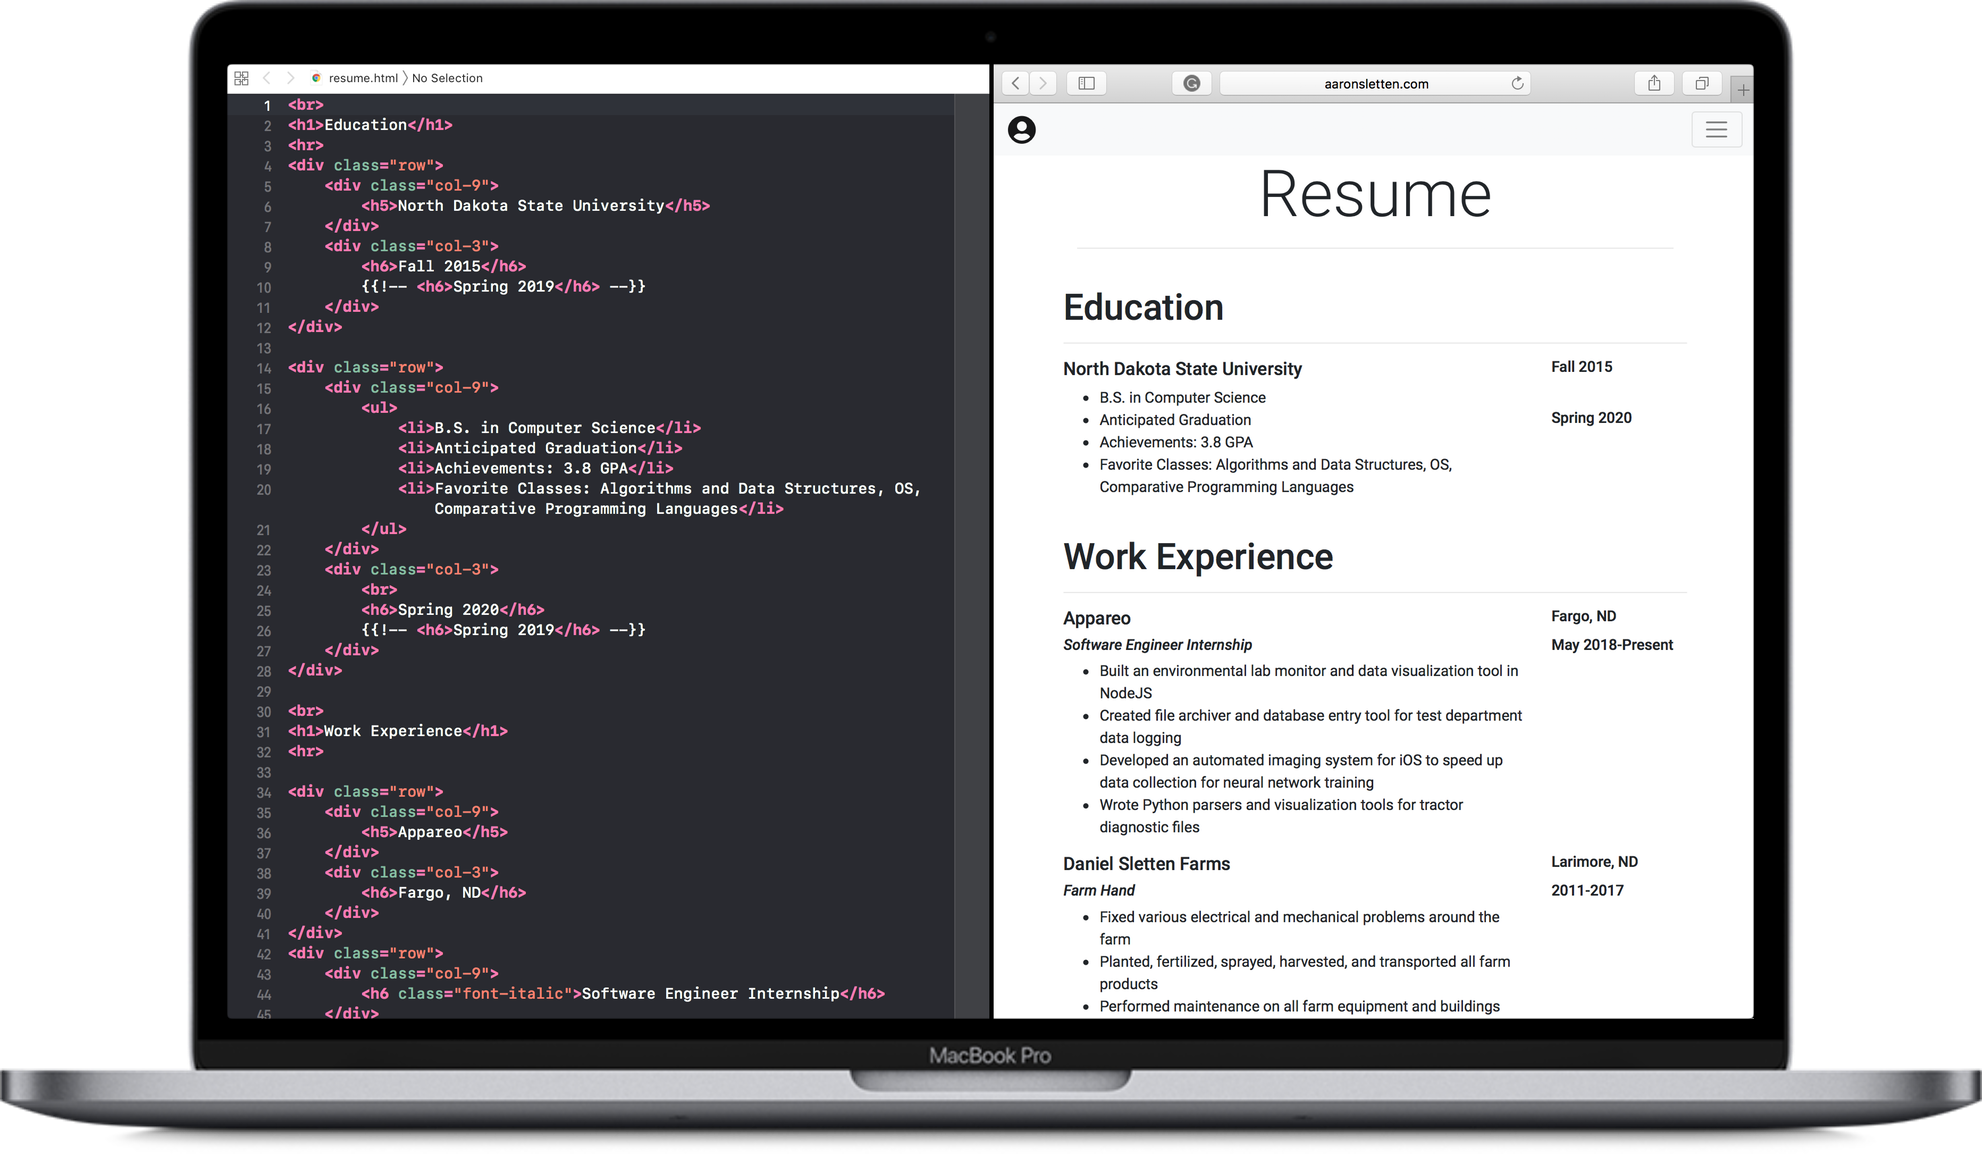 resume.html 〉 No Selection
1 <br>
2 <h1>Education</h1>
3 <hr>
4 <div class="row">
5 <div class="col-9">
6 <h5>North Dakota State University</h5>
7 </div>
8 <div class="col-3">
9 <h6>Fall 2015</h6>
10 {{!-- <h6>Spring 2019</h6> --}}
11 </div>
12 </div>
13
14 <div class="row">
15 <div class="col-9">
16 <ul>
17 <li>B.S. in Computer Science</li>
18 <li>Anticipated Graduation</li>
19 <li>Achievements: 3.8 GPA</li>
20 <li>Favorite Classes: Algorithms and Data Structures, OS,
Comparative Programming Languages</li>
21 </ul>
22 </div>
23 <div class="col-3">
24 <br>
25 <h6>Spring 2020</h6>
26 {{!-- <h6>Spring 2019</h6> --}}
27 </div>
28 </div>
29
30 <br>
31 <h1>Work Experience</h1>
32 <hr>
33
34 <div class="row">
35 <div class="col-9">
36 <h5>Appareo</h5>
37 </div>
38 <div class="col-3">
39 <h6>Fargo, ND</h6>
40 </div>
41 </div>
42 <div class="row">
43 <div class="col-9">
44 <h6 class="font-italic">Software Engineer Internship</h6>
45 </div>
aaronsletten.com
Resume
Education
North Dakota State University Fall 2015
• B.S. in Computer Science
• Anticipated Graduation Spring 2020
• Achievements: 3.8 GPA
• Favorite Classes: Algorithms and Data Structures, OS,
Comparative Programming Languages
Work Experience
Appareo Fargo, ND
Software Engineer Internship May 2018-Present
• Built an environmental lab monitor and data visualization tool in
NodeJS
• Created file archiver and database entry tool for test department
data logging
• Developed an automated imaging system for iOS to speed up
data collection for neural network training
• Wrote Python parsers and visualization tools for tractor
diagnostic files
Daniel Sletten Farms Larimore, ND
Farm Hand 2011-2017
• Fixed various electrical and mechanical problems around the
farm
• Planted, fertilized, sprayed, harvested, and transported all farm
products
• Performed maintenance on all farm equipment and buildings
MacBook Pro